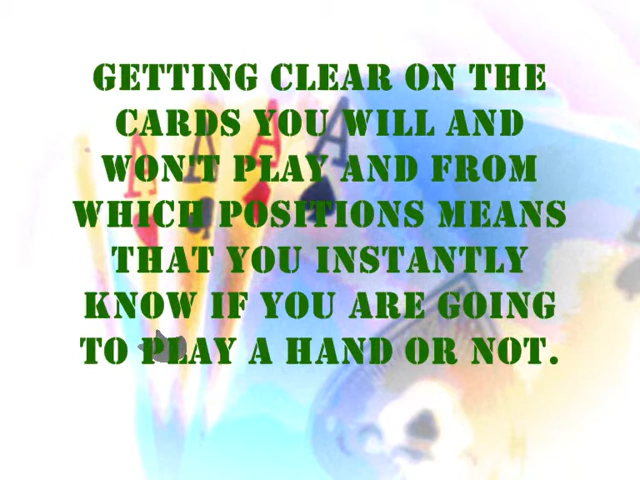 GETTING CLEAR ON THE
CARDS YOU WILL AND
WON'T PLAY AND FROM
WHICH POSITIONS MEANS
THAT YOU INSTANTLY
KNOW IF YOU ARE GOING
TO PLAY A HAND OR NOT.
A A A A